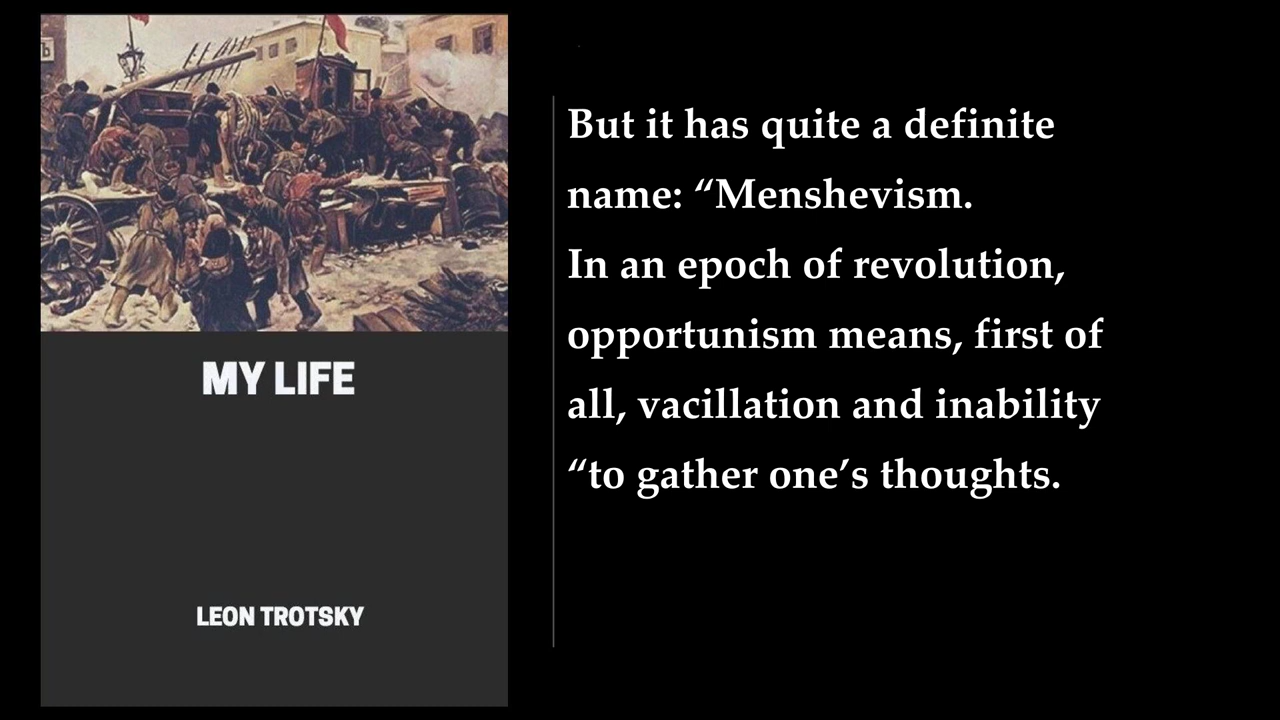 Ъ
MY LIFE
LEON TROTSKY
But it has quite a definite
name: “Menshevism.
In an epoch of revolution,
opportunism means, first of
all, vacillation and inability
“to gather one’s thoughts.